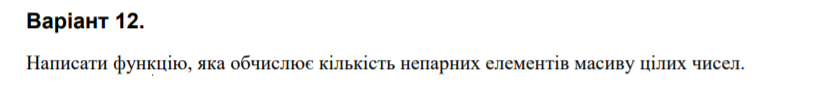 Варіант 12.
Написати функцію, яка обчислює кількість непарних елементів масиву цілих чисел.